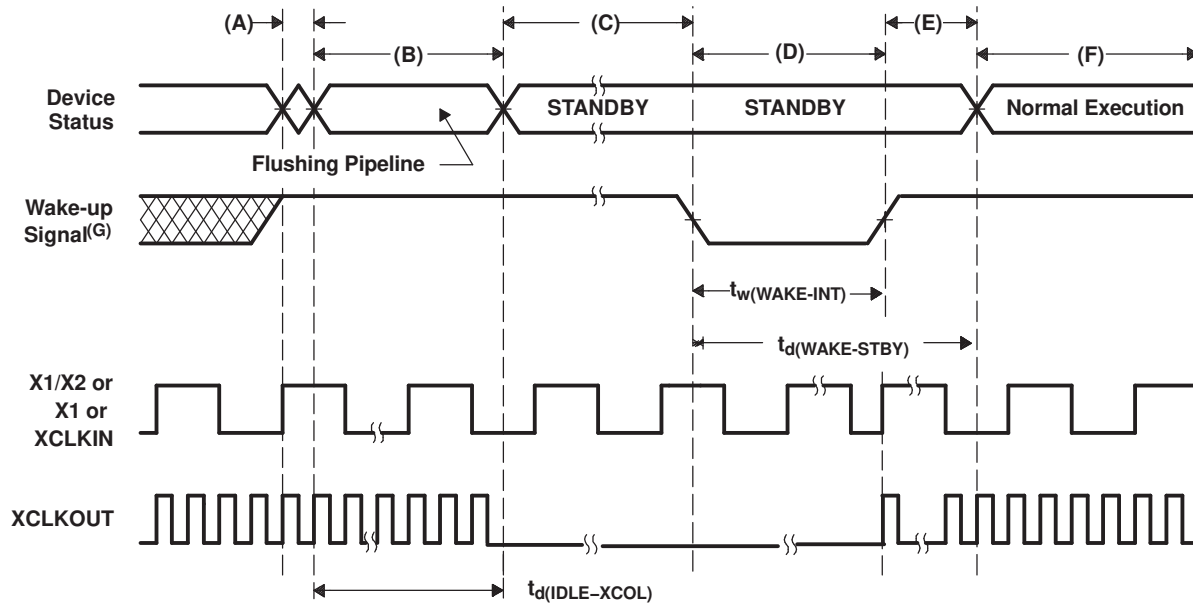 (A)
(C)
(E)
(B)
(D)
(F)
Device
Status
STANDBY
STANDBY
Normal Execution
Flushing Pipeline
Wake-up
Signal(G)
tw(WAKE-INT)
td(WAKE-STBY)
X1/X2 or
X1 or
XCLKIN
XCLKOUT
td(IDLE–XCOL)